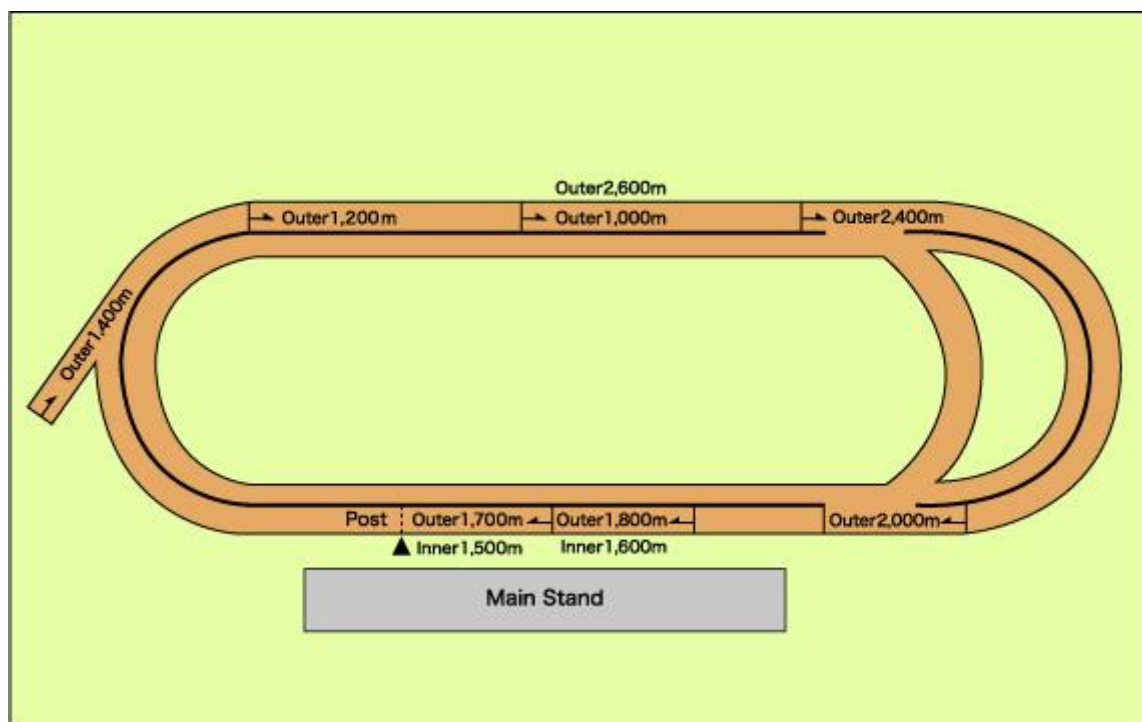 Outer2,600m
Outer1,200m
Outer1,000m
Outer2,400m
Outer1,400m
Post
Outer1,700m
Outer1,800m
Outer2,000m
Inner1,500m
Inner1,600m
Main Stand